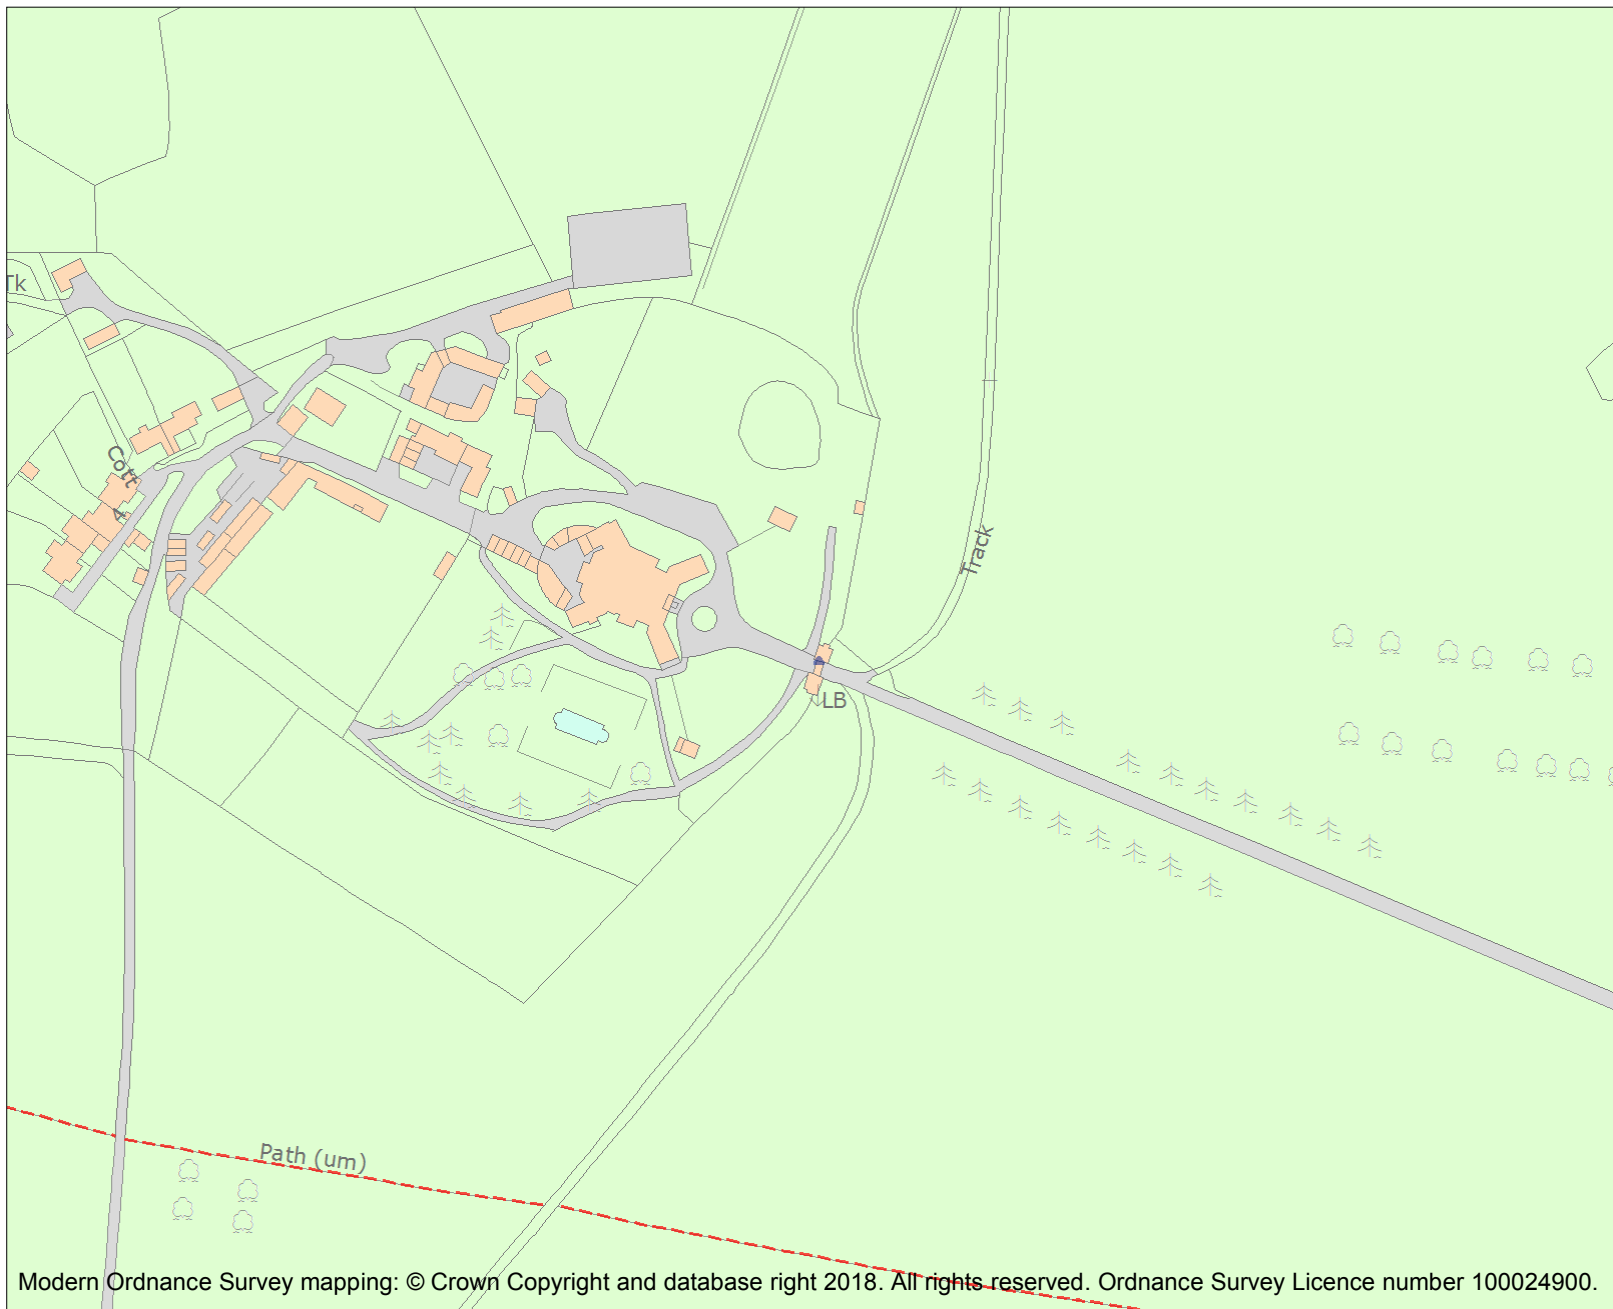 Tk
Cott
4
Track
LB
Path (um)
Modern Ordnance Survey mapping: © Crown Copyright and database right 2018. All rights reserved. Ordnance Survey Licence number 100024900.